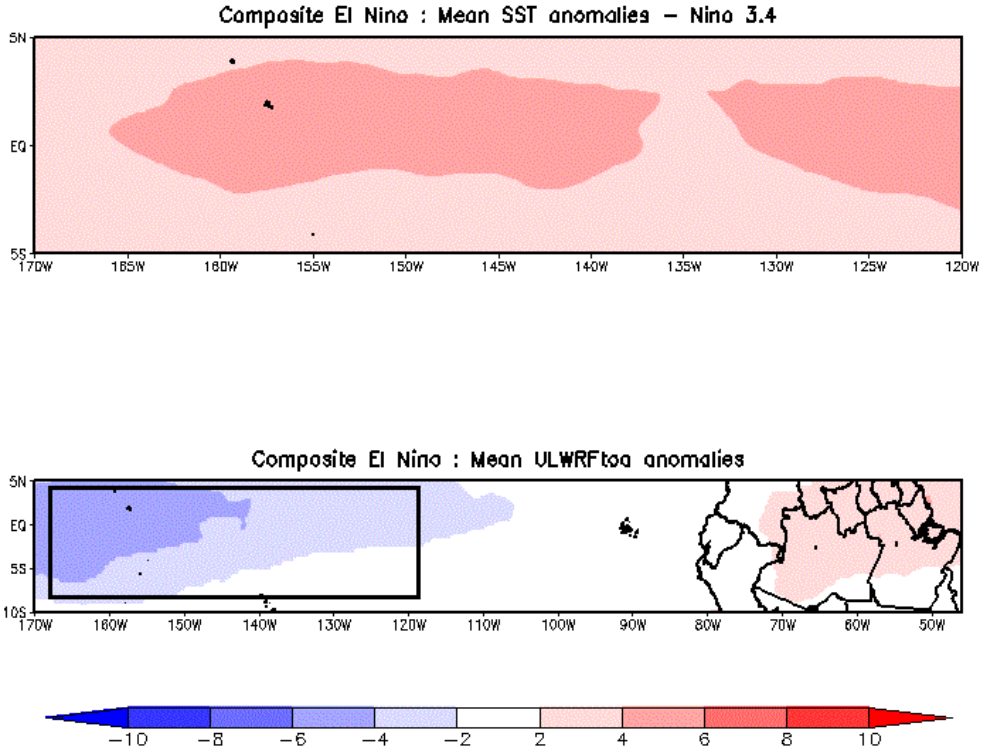 Composite El Nino : Mean SST anomalies – Nino 3.4
5N
EQ
5S
170W 165W 160W 155W 150W 145W 140W 135W 130W 125W 120W
Composite El Nino : Mean ULWRFtoa anomalies
5N
EQ
5S
10S
170W 160W 150W 140W 130W 120W 110W 100W 90W 80W 70W 60W 50W
−10 −8 −6 −4 −2 2 4 6 8 10